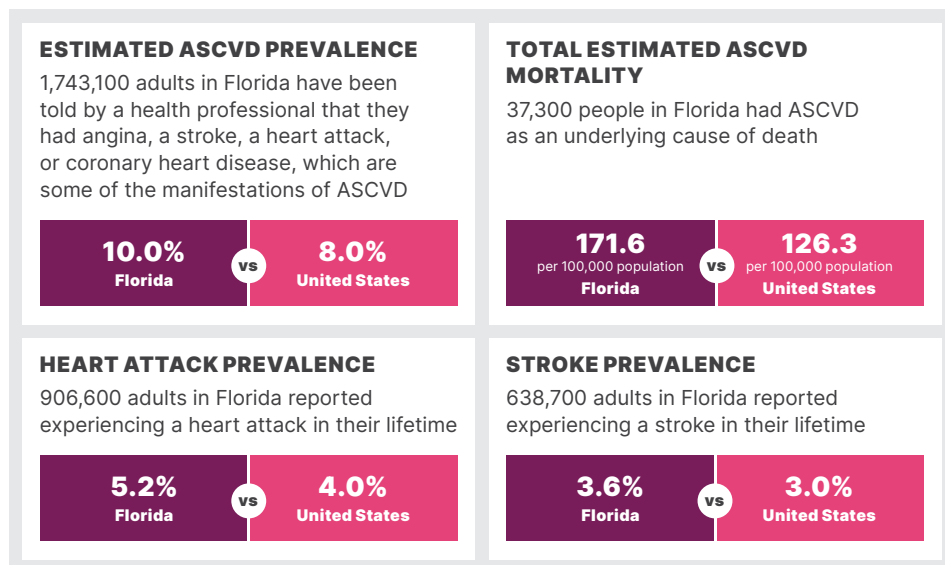 ESTIMATED ASCVD PREVALENCE
1,743,100 adults in Florida have been
told by a health professional that they
had angina, a stroke, a heart attack,
or coronary heart disease, which are
some of the manifestations of ASCVD
10.0%
Florida
vs
8.0%
United States
TOTAL ESTIMATED ASCVD
MORTALITY
37,300 people in Florida had ASCVD
as an underlying cause of death
171.6
per 100,000 population
Florida
vs
126.3
per 100,000 population
United States
HEART ATTACK PREVALENCE
906,600 adults in Florida reported
experiencing a heart attack in their lifetime
5.2%
Florida
vs
4.0%
United States
STROKE PREVALENCE
638,700 adults in Florida reported
experiencing a stroke in their lifetime
3.6%
Florida
vs
3.0%
United States